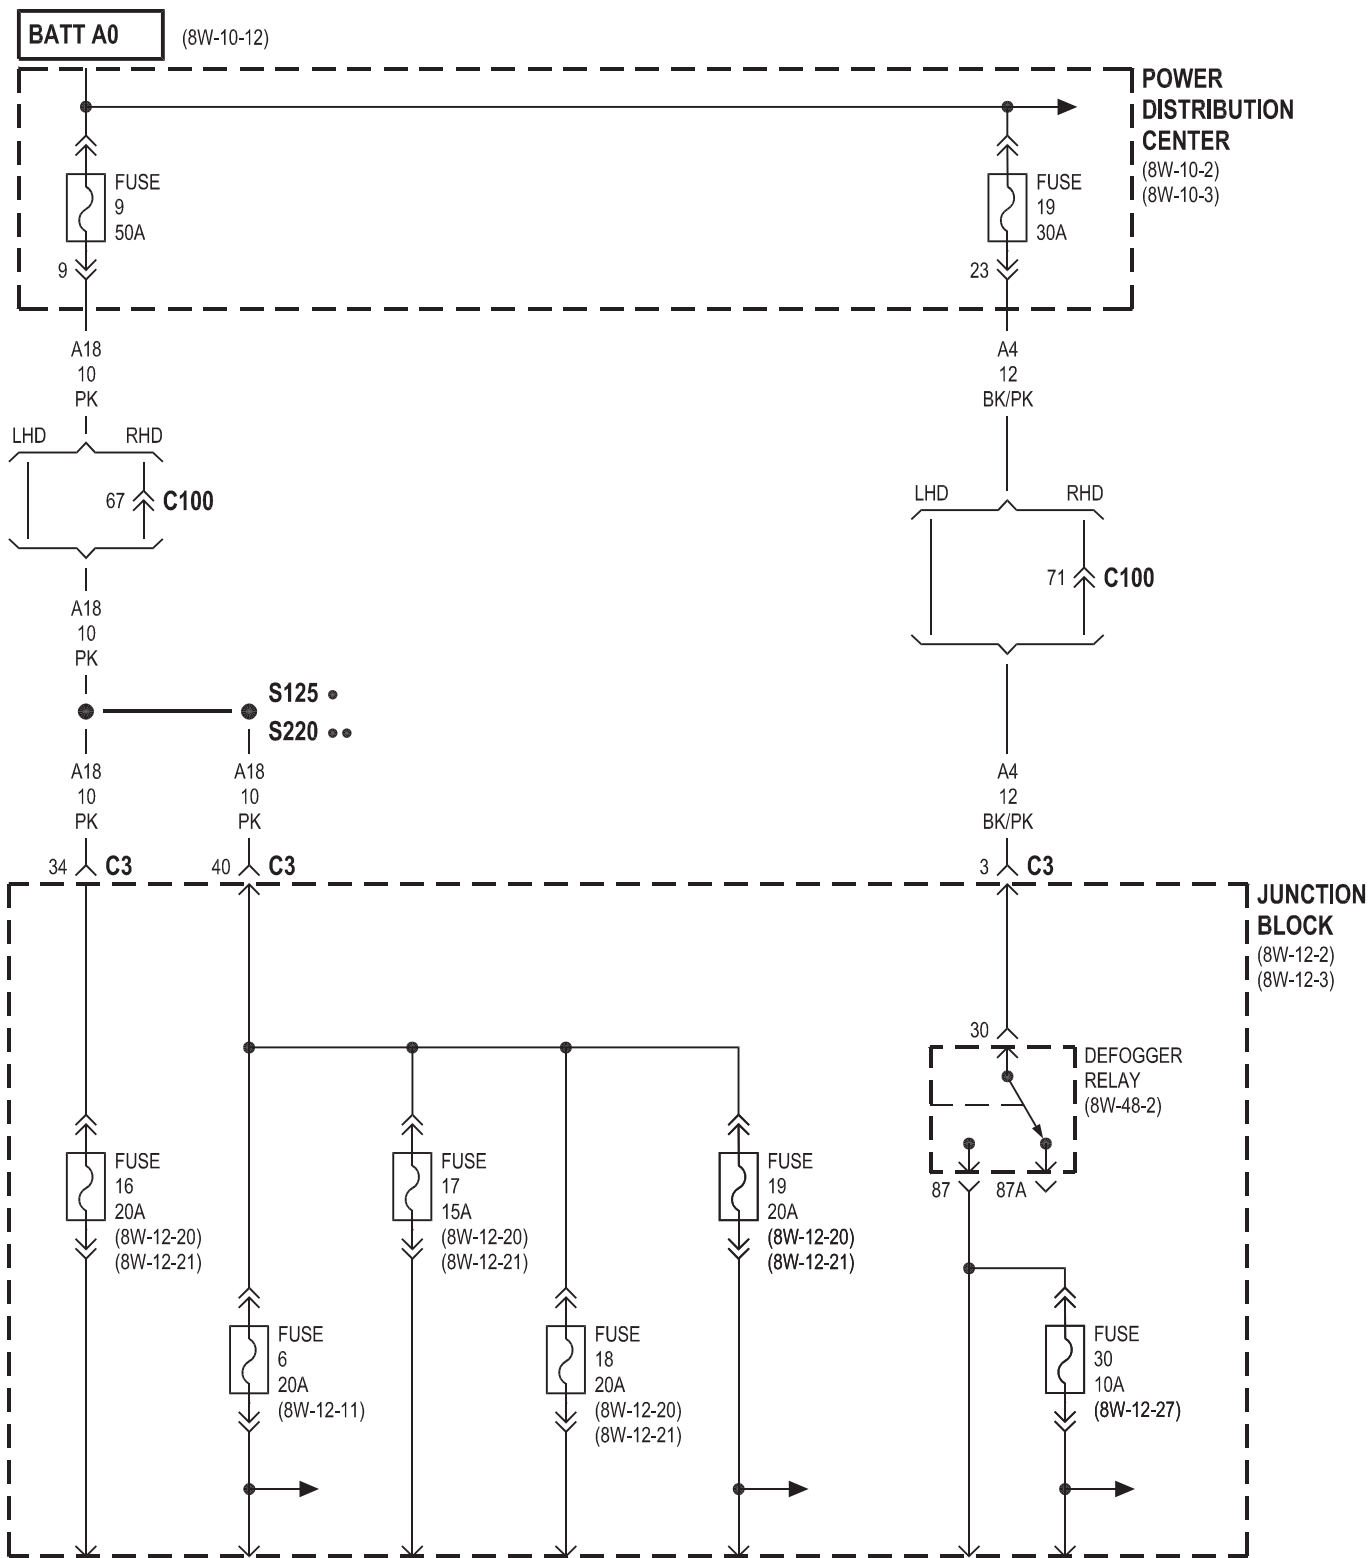 BATT A0
(8W-10-12)
POWER
DISTRIBUTION
CENTER
(8W-10-2)
(8W-10-3)
FUSE
9
50A
9
FUSE
19
30A
23
A18
10
PK
A4
12
BK/PK
LHD RHD
67 C100
LHD RHD
71 C100
A18
10
PK
S125 •
S220 ••
A18
10
PK
A18
10
PK
A4
12
BK/PK
34 C3
40 C3
3 C3
JUNCTION
BLOCK
(8W-12-2)
(8W-12-3)
30
DEFOGGER
RELAY
(8W-48-2)
87 87A
FUSE
16
20A
(8W-12-20)
(8W-12-21)
FUSE
17
15A
(8W-12-20)
(8W-12-21)
FUSE
19
20A
(8W-12-20)
(8W-12-21)
FUSE
6
20A
(8W-12-11)
FUSE
18
20A
(8W-12-20)
(8W-12-21)
FUSE
30
10A
(8W-12-27)